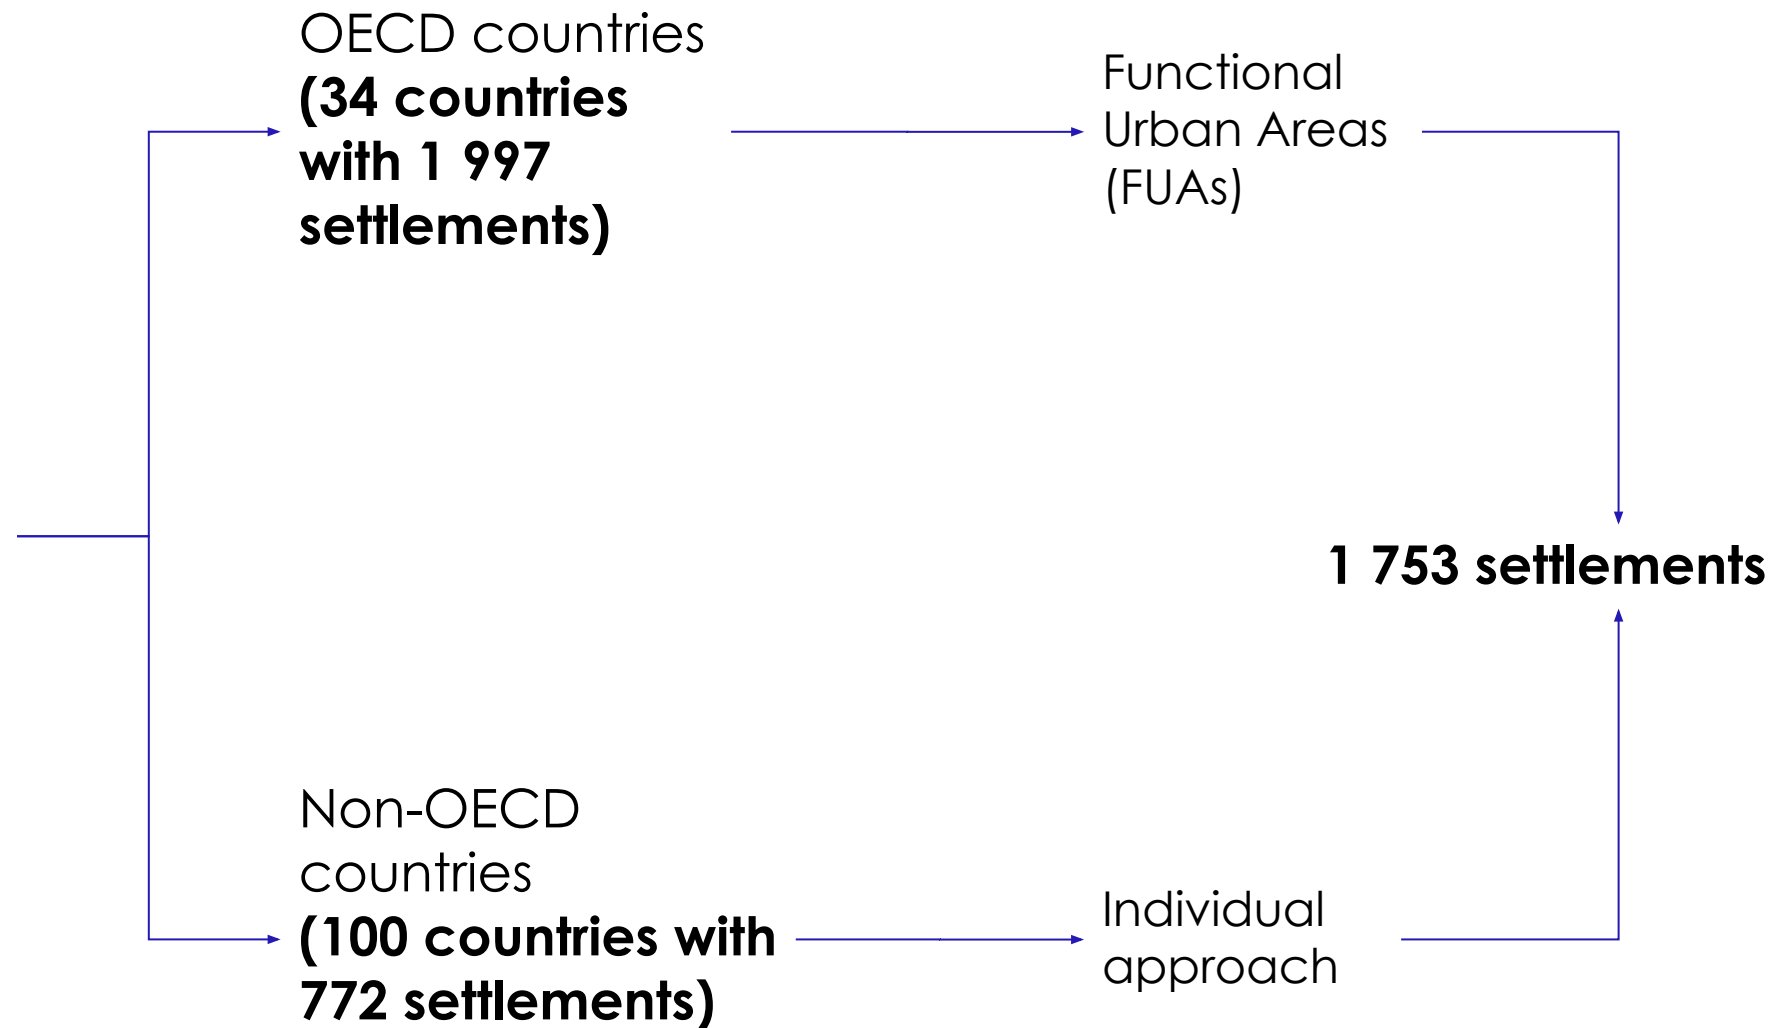 OECD countries
(34 countries
with 1 997
settlements)
Functional
Urban Areas
(FUAs)
1 753 settlements
Non-OECD
countries
(100 countries with
772 settlements)
Individual
approach